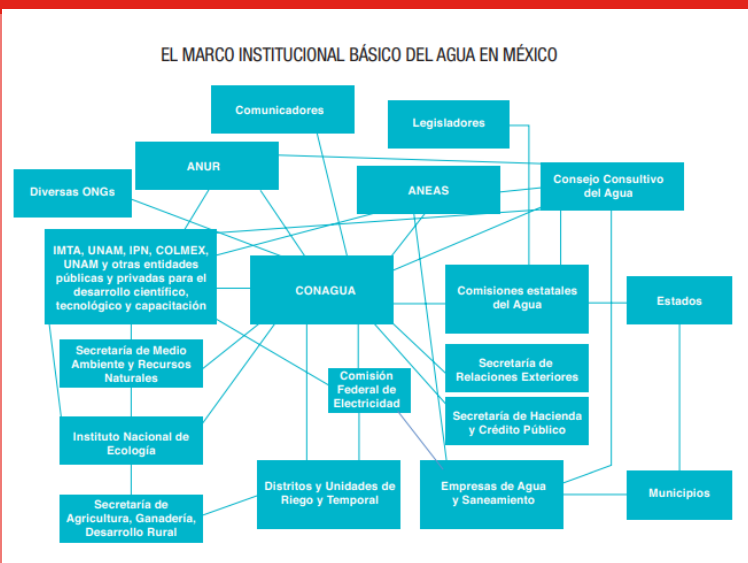 EL MARCO INSTITUCIONAL BÁSICO DEL AGUA EN MÉXICO
Comunicadores
Legisladores
ANUR
ANEAS
Consejo Consultivo
del Agua
Diversas ONGs
IMTA, UNAM, IPN, COLMEX,
UNAM y otras entidades
públicas y privadas para el
desarrollo científico,
tecnológico y capacitación
CONAGUA
Comisiones estatales
del Agua
Estados
Secretaría de Medio
Ambiente y Recursos
Naturales
Comisión
Federal de
Electricidad
Secretaría de
Relaciones Exteriores
Secretaría de Hacienda
y Crédito Público
Instituto Nacional de
Ecología
Secretaría de
Agricultura, Ganadería,
Desarrollo Rural
Distritos y Unidades de
Riego y Temporal
Empresas de Agua
y Saneamiento
Municipios